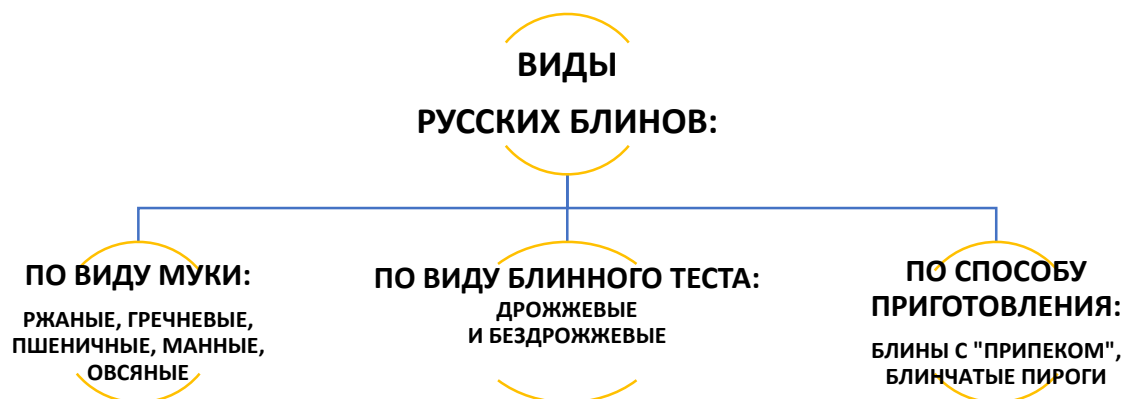 ВИДЫ
РУССКИХ БЛИНОВ:
ПО ВИДУ МУКИ:
РЖАНЫЕ, ГРЕЧНЕВЫЕ,
ПШЕНИЧНЫЕ, МАННЫЕ,
ОВСЯНЫЕ
ПО ВИДУ БЛИННОГО ТЕСТА:
ДРОЖЖЕВЫЕ
И БЕЗДРОЖЖЕВЫЕ
ПО СПОСОБУ
ПРИГОТОВЛЕНИЯ:
БЛИНЫ С "ПРИПЕКОМ",
БЛИНЧАТЫЕ ПИРОГИ